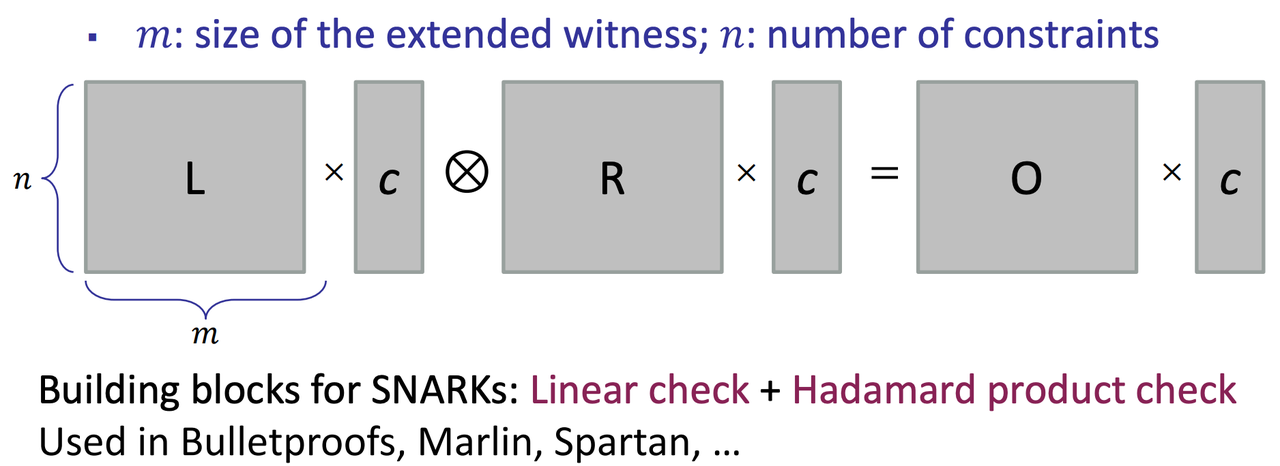 ▪ m: size of the extended witness; n: number of constraints
n L × c ⊗ R × c = O × c
m
Building blocks for SNARKs: Linear check + Hadamard product check
Used in Bulletproofs, Marlin, Spartan, …